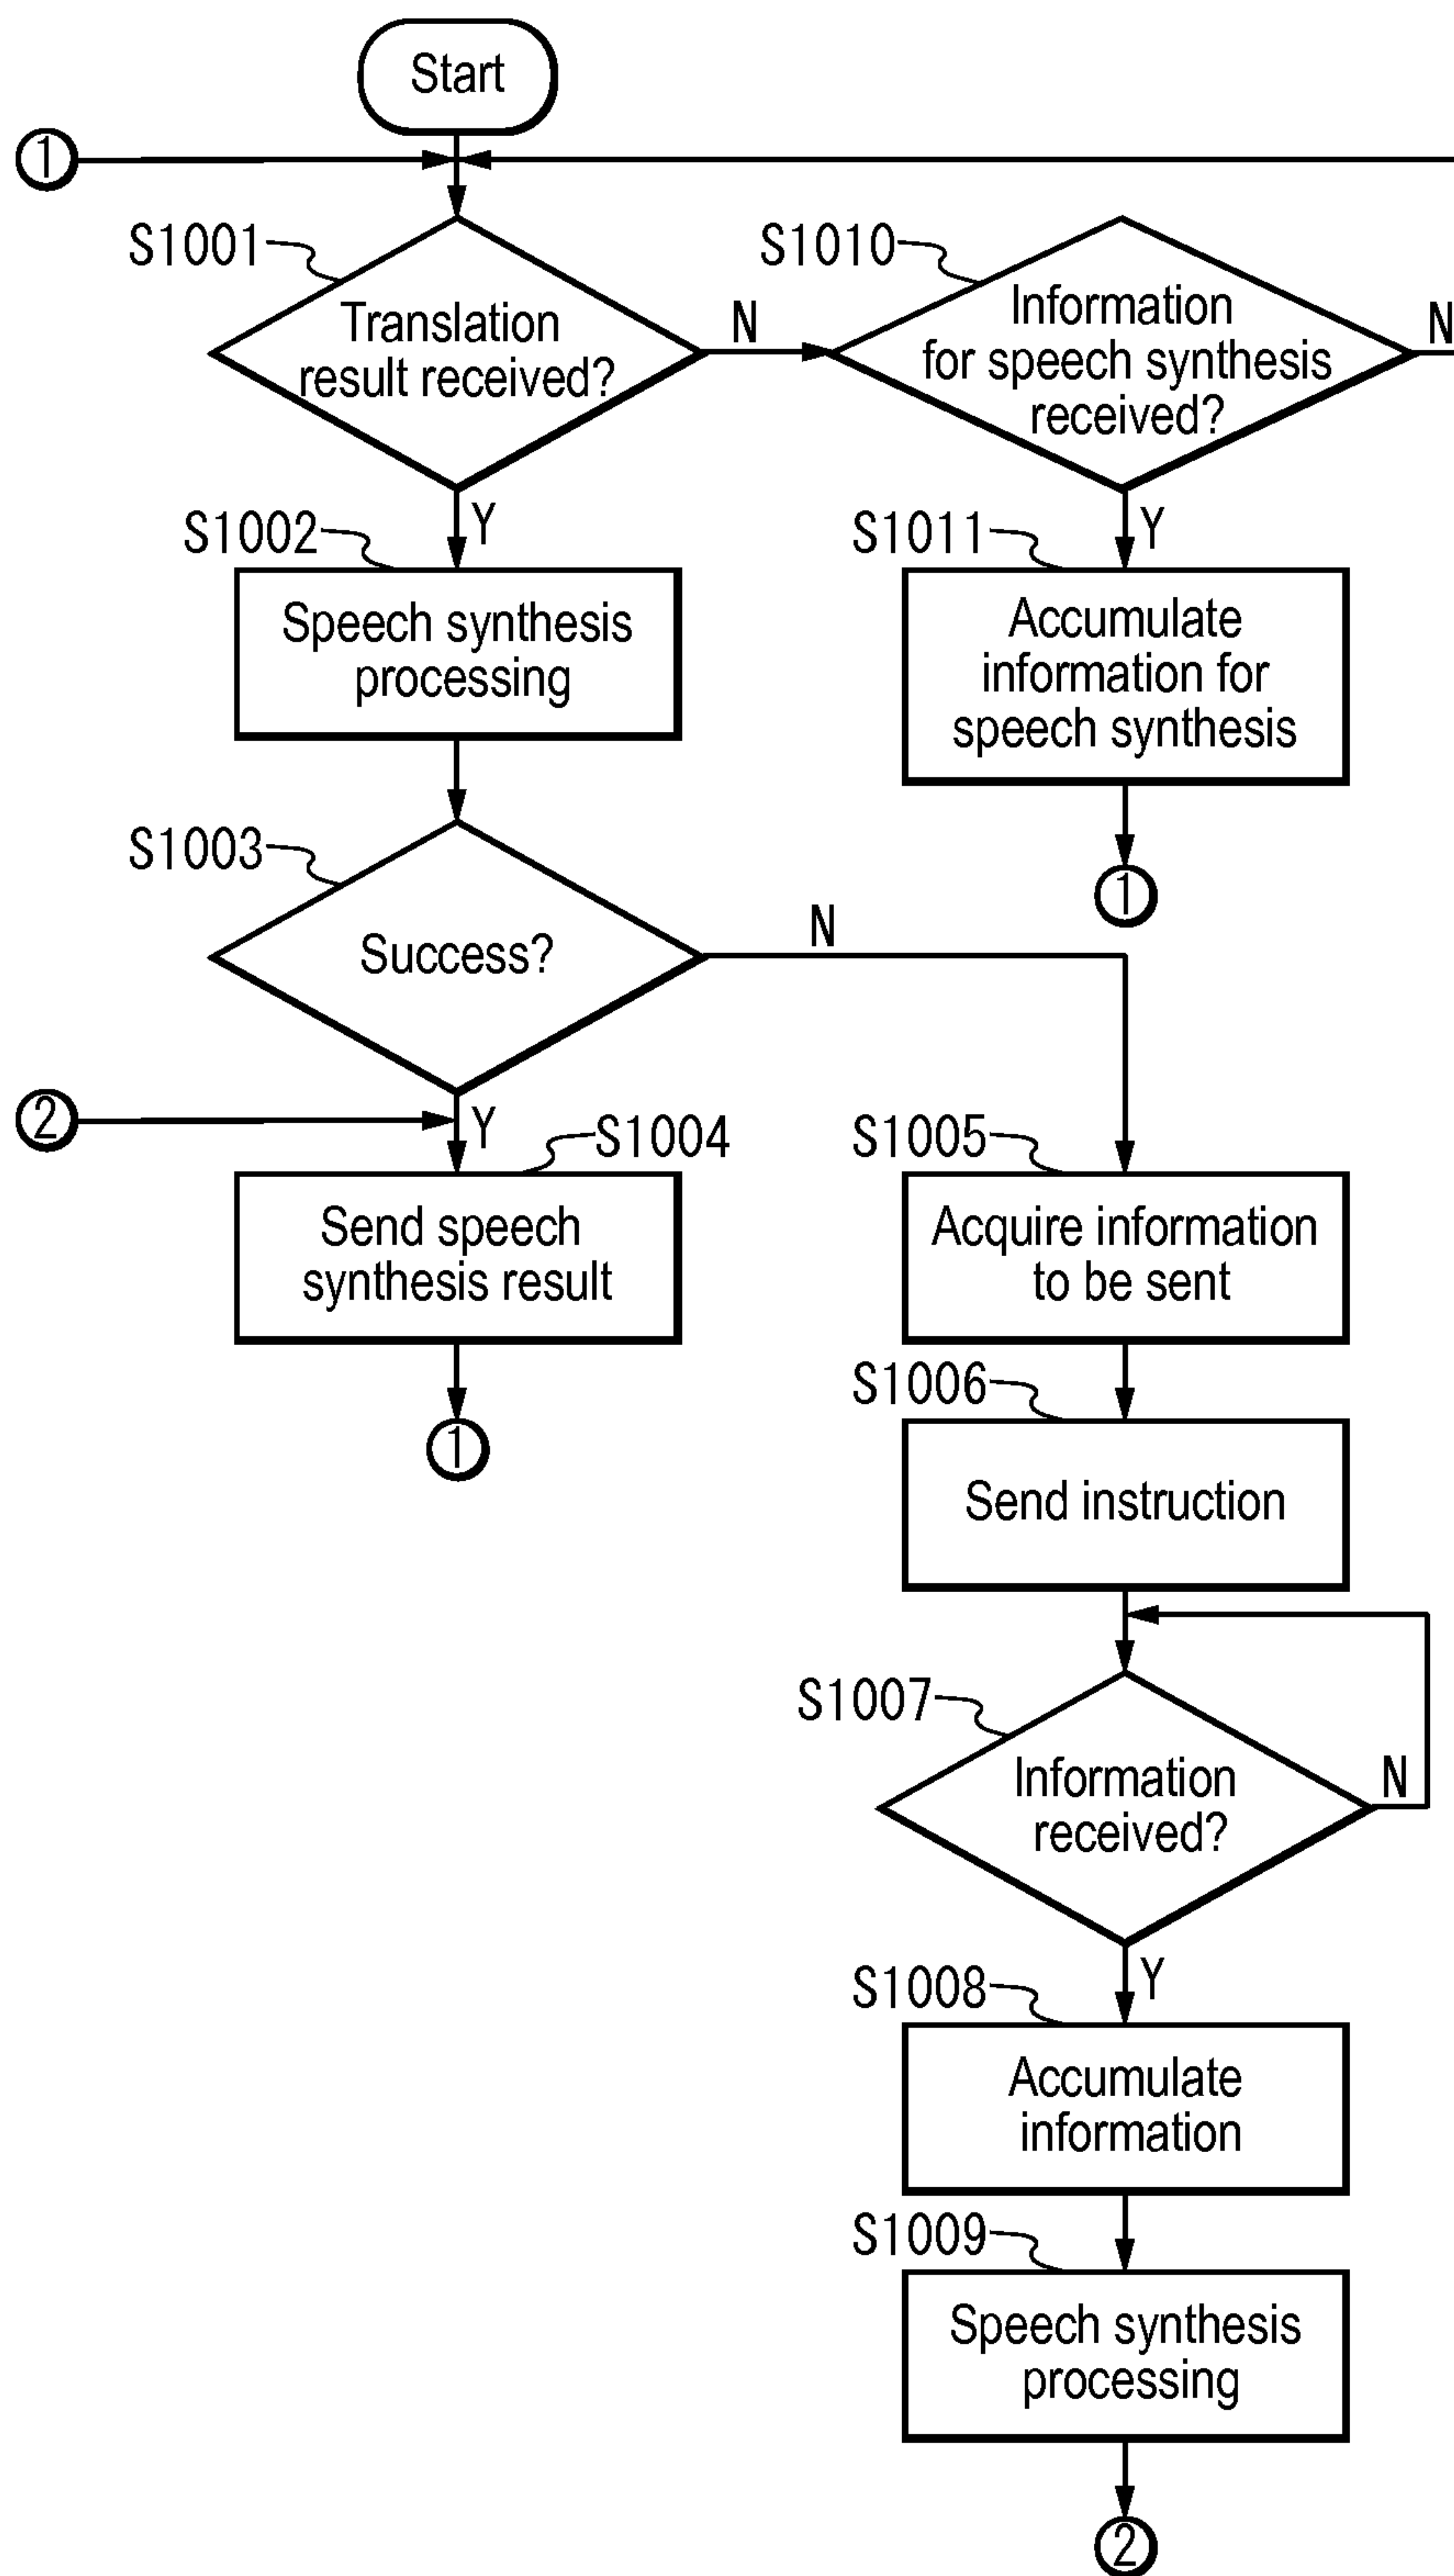 Start
1
S1001
Translation
result received?
N
Y
S1010
Information
for speech synthesis
received?
N
Y
S1002
Speech synthesis
processing
S1011
Accumulate
information for
speech synthesis
1
S1003
Success?
N
Y
2
S1004
Send speech
synthesis result
1
S1005
Acquire information
to be sent
S1006
Send instruction
S1007
Information
received?
N
Y
S1008
Accumulate
information
S1009
Speech synthesis
processing
2